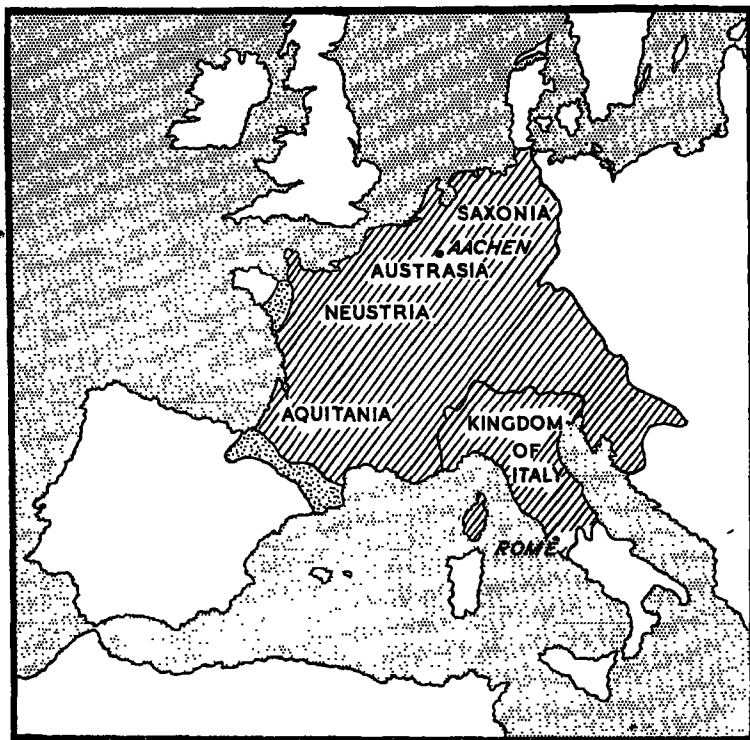 SAXONIA
AACHEN
AUSTRASIA
NEUSTRIA
AQUITANIA
KINGDOM
OF
ITALY
ROME